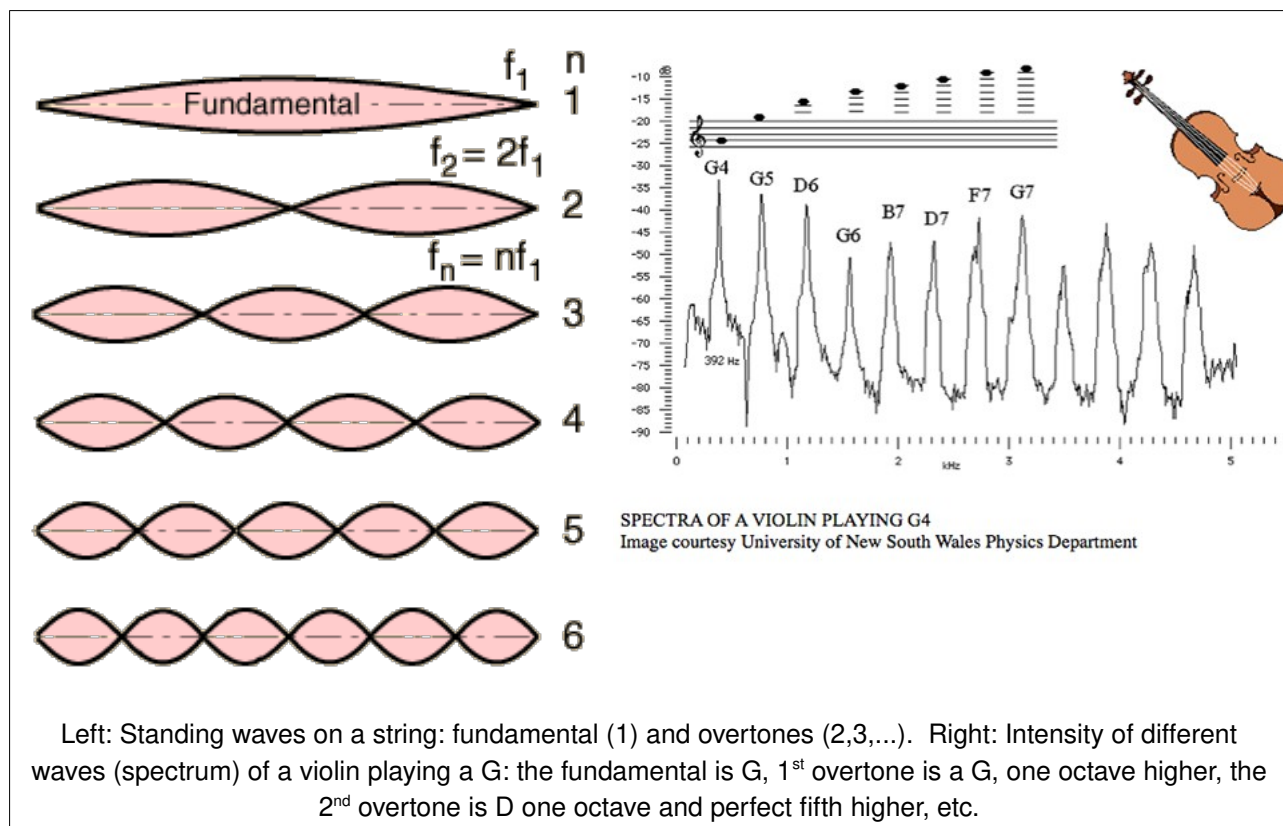 f₁ n
Fundamental 1
f₂ = 2f₁
2
fₙ = nf₁
3
4
5
6
dB
-10
-15
-20
-25
-30
-35
-40
-45
-50
-55
-60
-65
-70
-75
-80
-85
-90
G4 G5 D6 G6 B7 D7 F7 G7
392 Hz
0 1 2 3 4 5
kHz
SPECTRA OF A VIOLIN PLAYING G4
Image courtesy University of New South Wales Physics Department
Left: Standing waves on a string: fundamental (1) and overtones (2,3,...). Right: Intensity of different
waves (spectrum) of a violin playing a G: the fundamental is G, 1st overtone is a G, one octave higher, the
2nd overtone is D one octave and perfect fifth higher, etc.